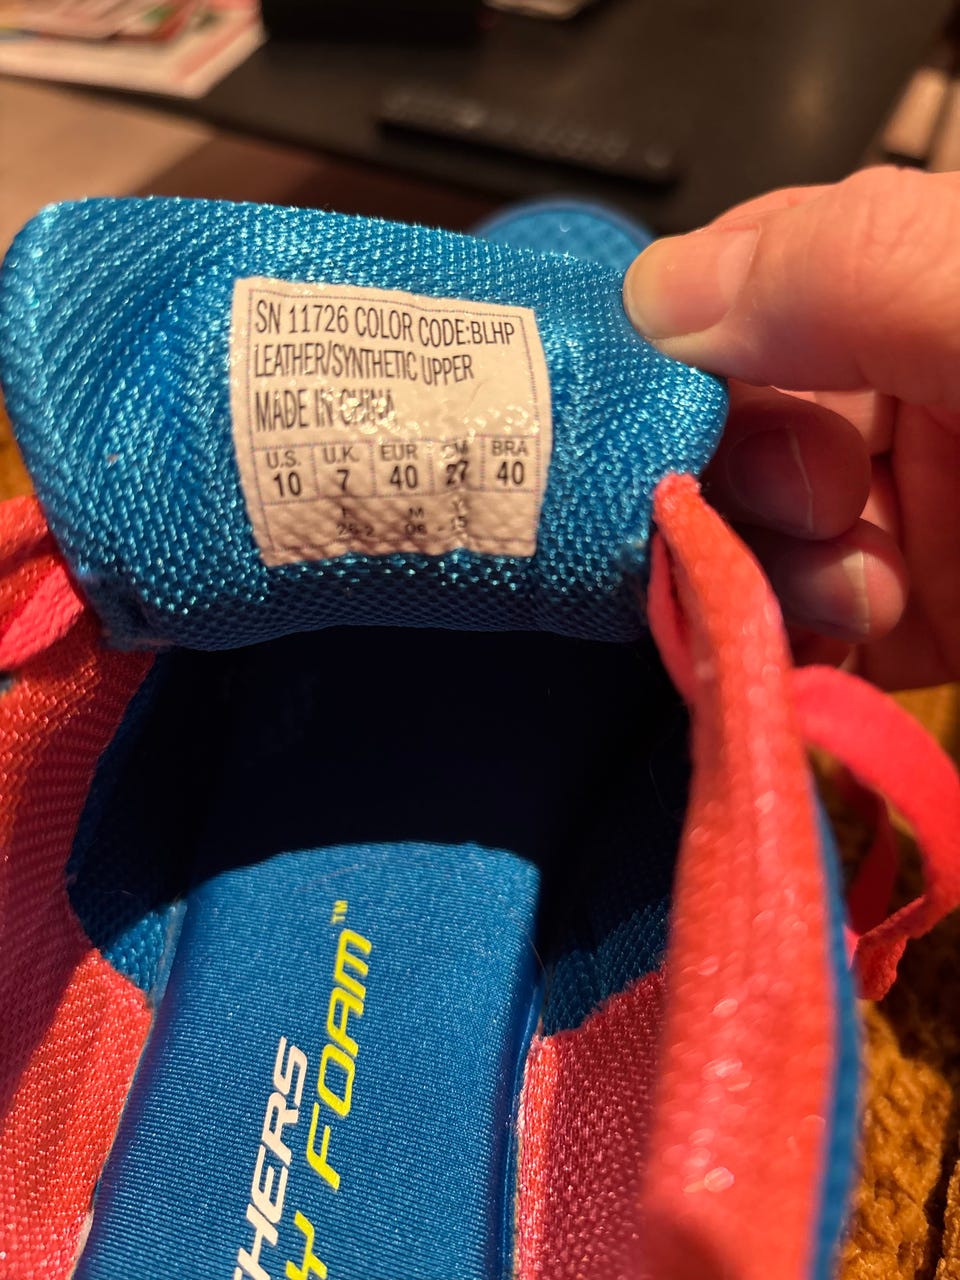 SN 11726 COLOR CODE:BLHP
LEATHER/SYNTHETIC UPPER
MADE IN CHINA
U.S. U.K. EUR CM BRA
10 7 40 27 40
M
HERS
Y FOAM™